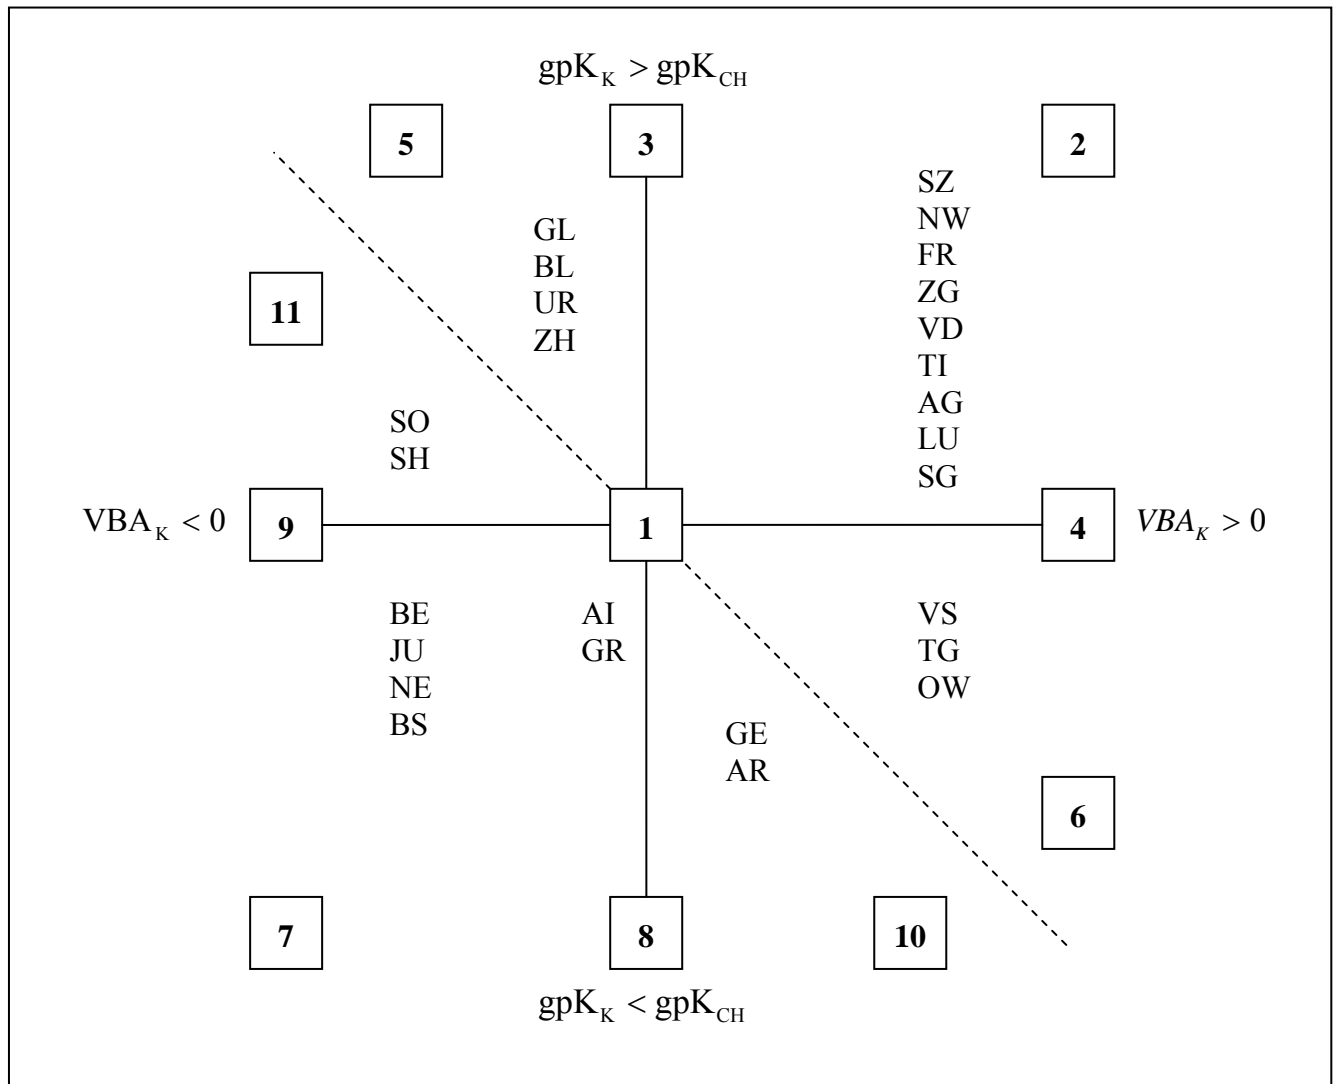 gpK_K > gpK_CH
5
3
2
SZ
NW
FR
ZG
VD
TI
AG
LU
SG
GL
BL
UR
ZH
11
SO
SH
VBA_K < 0
9
1
4
VBA_K > 0
BE
JU
NE
BS
AI
GR
GE
AR
VS
TG
OW
6
7
8
10
gpK_K < gpK_CH